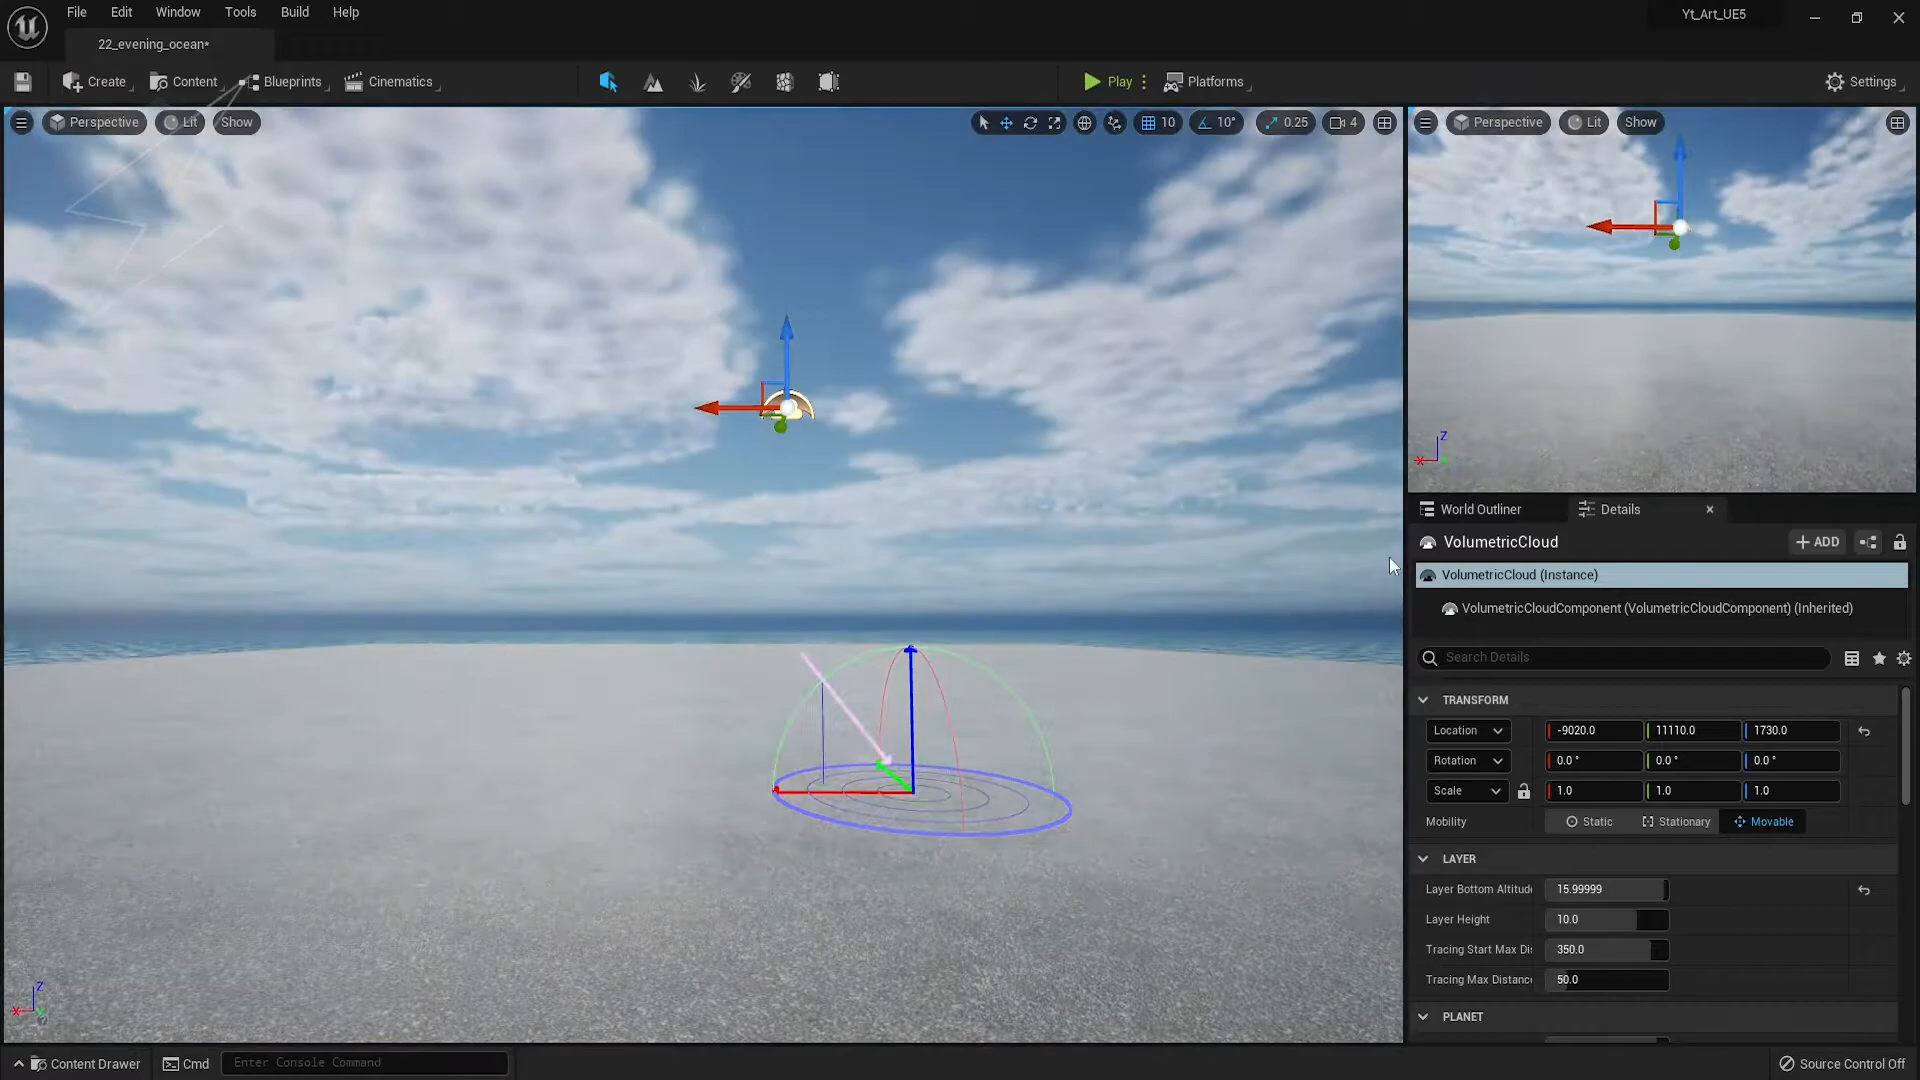 File Edit Window Tools Build Help
Yt_Art_UE5
22_evening_ocean*
Create Content Blueprints Cinematics Play Platforms Settings
Perspective Lit Show 10 10° 0.25 4
Perspective Lit Show
Z
X
World Outliner Details
VolumetricCloud + ADD
VolumetricCloud (Instance)
VolumetricCloudComponent (VolumetricCloudComponent) (Inherited)
Search Details
TRANSFORM
Location -9020.0 11110.0 1730.0
Rotation 0.0 ° 0.0 ° 0.0 °
Scale 1.0 1.0 1.0
Mobility Static Stationary Movable
LAYER
Layer Bottom Altitude 15.99999
Layer Height 10.0
Tracing Start Max Dis 350.0
Tracing Max Distance 50.0
PLANET
Z
X
Content Drawer Cmd Enter Console Command Source Control Off